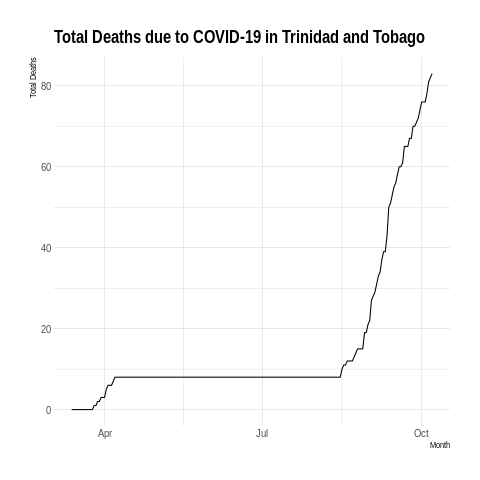 Total Deaths due to COVID-19 in Trinidad and Tobago
Total Deaths
80
60
40
20
0
Apr
Jul
Oct
Month